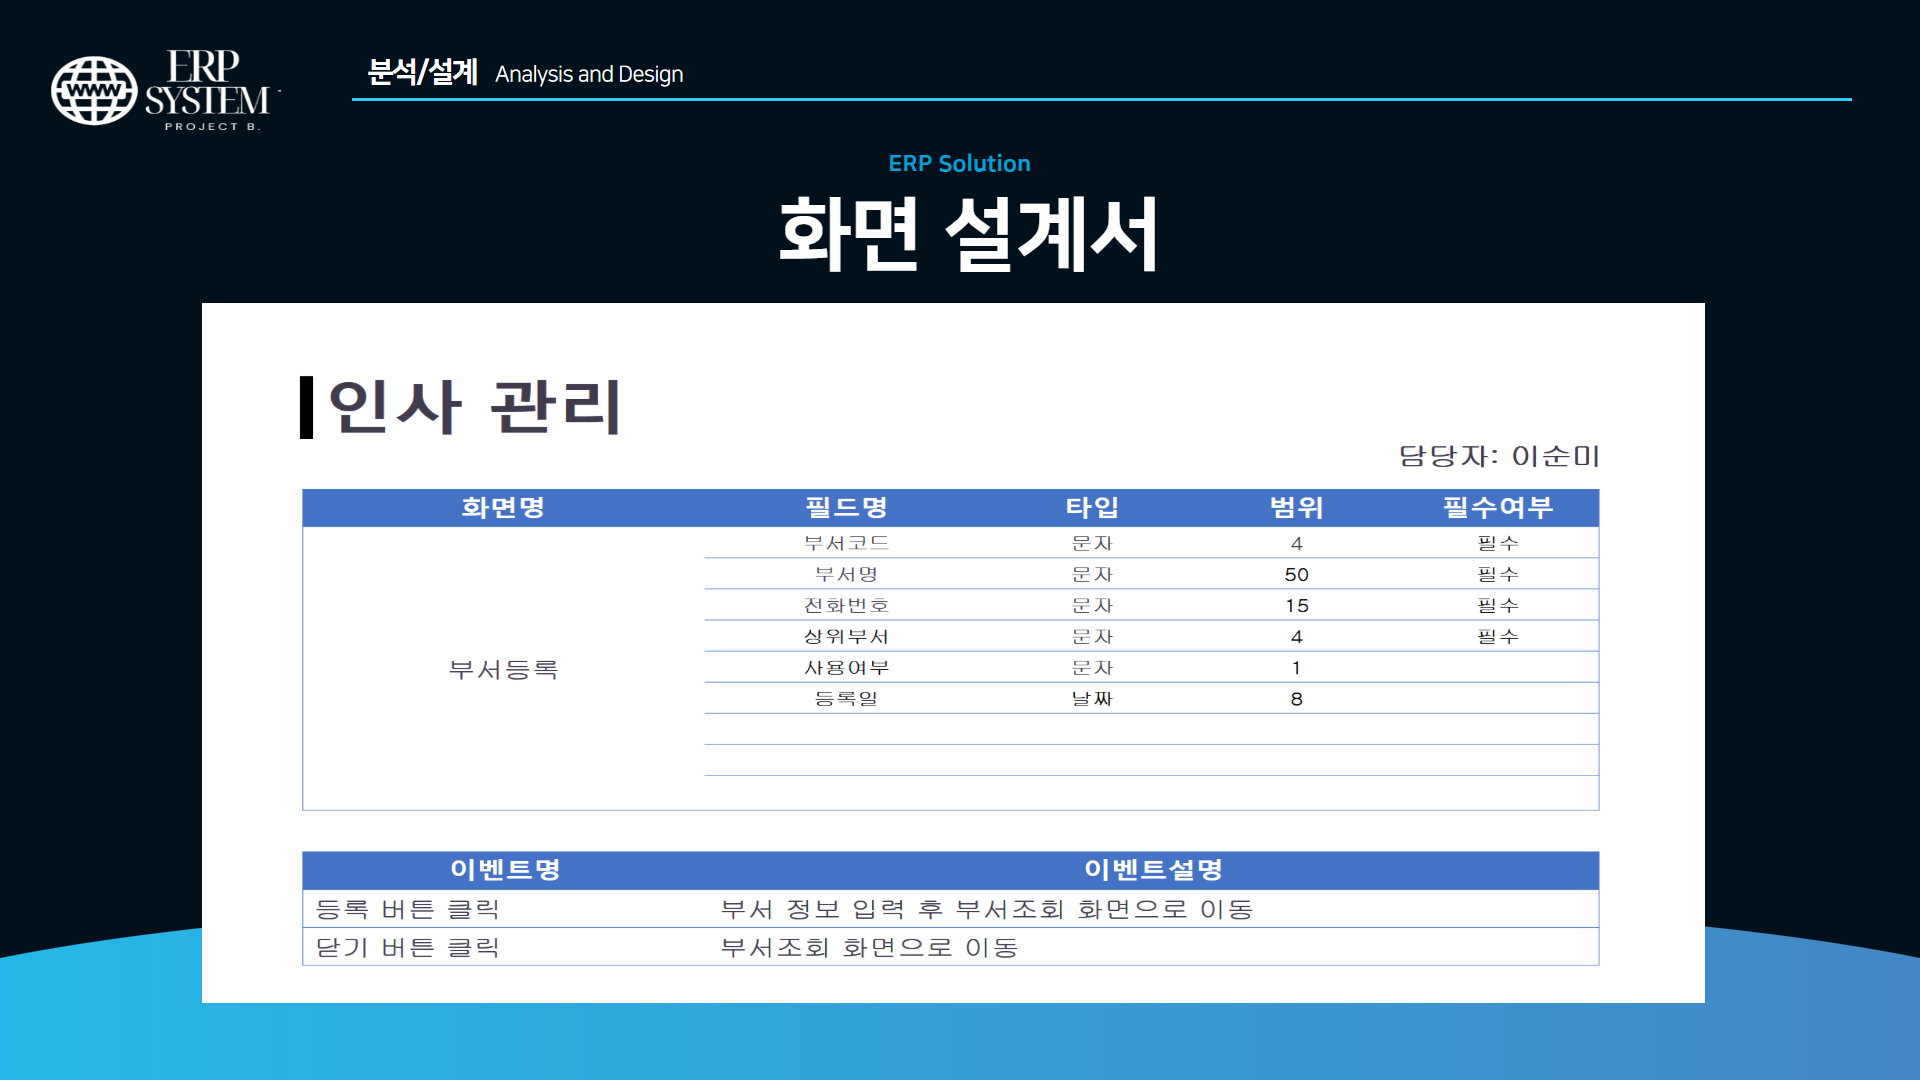 WWW
ERP
SYSTEM
PROJECT B.
분석/설계 Analysis and Design
ERP Solution
화면 설계서
인사 관리
담당자: 이순미
화면명 필드명 타입 범위 필수여부
부서등록
부서코드 문자 4 필수
부서명 문자 50 필수
전화번호 문자 15 필수
상위부서 문자 4 필수
사용여부 문자 1
등록일 날짜 8
이벤트명 이벤트설명
등록 버튼 클릭 부서 정보 입력 후 부서조회 화면으로 이동
닫기 버튼 클릭 부서조회 화면으로 이동